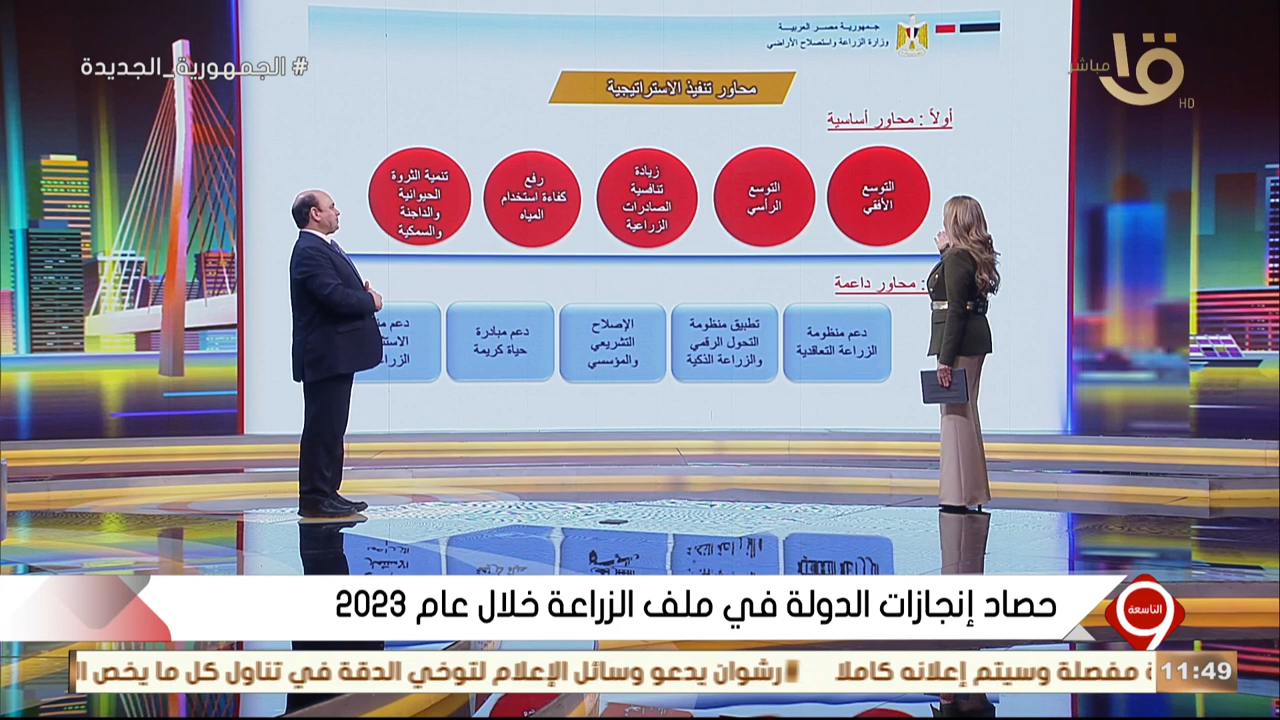 #الجمهورية_الجديدة
مباشر
HD
جمهورية مصر العربية
وزارة الزراعة واستصلاح الأراضي
محاور تنفيذ الاستراتيجية
أولاً : محاور أساسية
التوسع
الأفقي
التوسع
الرأسي
زيادة
تنافسية
الصادرات
الزراعية
رفع
كفاءة استخدام
المياه
تنمية الثروة
الحيوانية
والداجنة
والسمكية
: محاور داعمة
دعم منظومة
الزراعة التعاقدية
تطبيق منظومة
التحول الرقمي
والزراعة الذكية
الإصلاح
التشريعي
والمؤسسي
دعم مبادرة
حياة كريمة
دعم
التاسعة
9
حصاد إنجازات الدولة في ملف الزراعة خلال عام 2023
11:49
مفصلة وسيتم إعلانه كاملا
رشوان يدعو وسائل الإعلام لتوخي الدقة في تناول كل ما يخص